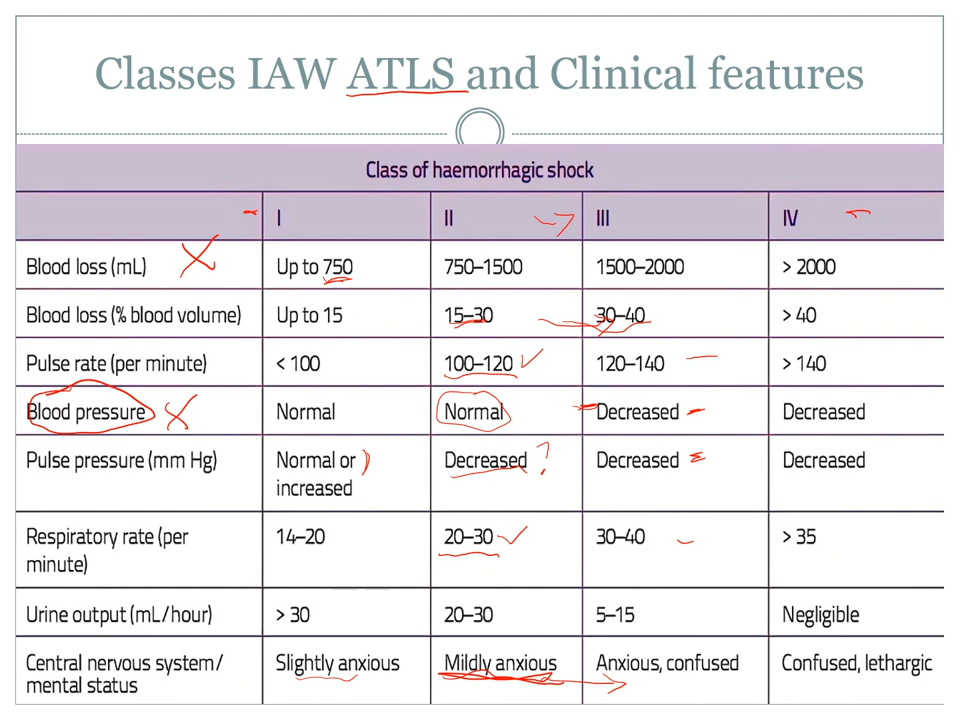 Classes IAW ATLS and Clinical features
Class of haemorrhagic shock
I II III IV
Blood loss (mL) Up to 750 750–1500 1500–2000 > 2000
Blood loss (% blood volume) Up to 15 15–30 30–40 > 40
Pulse rate (per minute) < 100 100–120 120–140 > 140
Blood pressure Normal Normal Decreased Decreased
Pulse pressure (mm Hg) Normal or increased Decreased ? Decreased Decreased
Respiratory rate (per minute) 14–20 20–30 30–40 > 35
Urine output (mL/hour) > 30 20–30 5–15 Negligible
Central nervous system/ mental status Slightly anxious Mildly anxious Anxious, confused Confused, lethargic